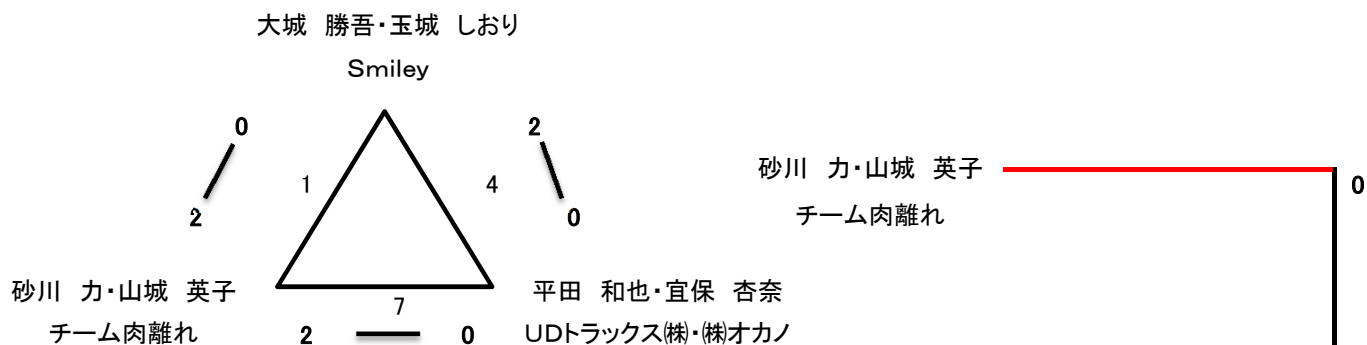 大城　勝吾・玉城　しおり
Smiley
0
2
1
4
2
0
砂川　力・山城　英子
チーム肉離れ
7
2
0
平田　和也・宜保　杏奈
UDトラックス㈱・㈱オカノ
砂川　力・山城　英子
チーム肉離れ
0